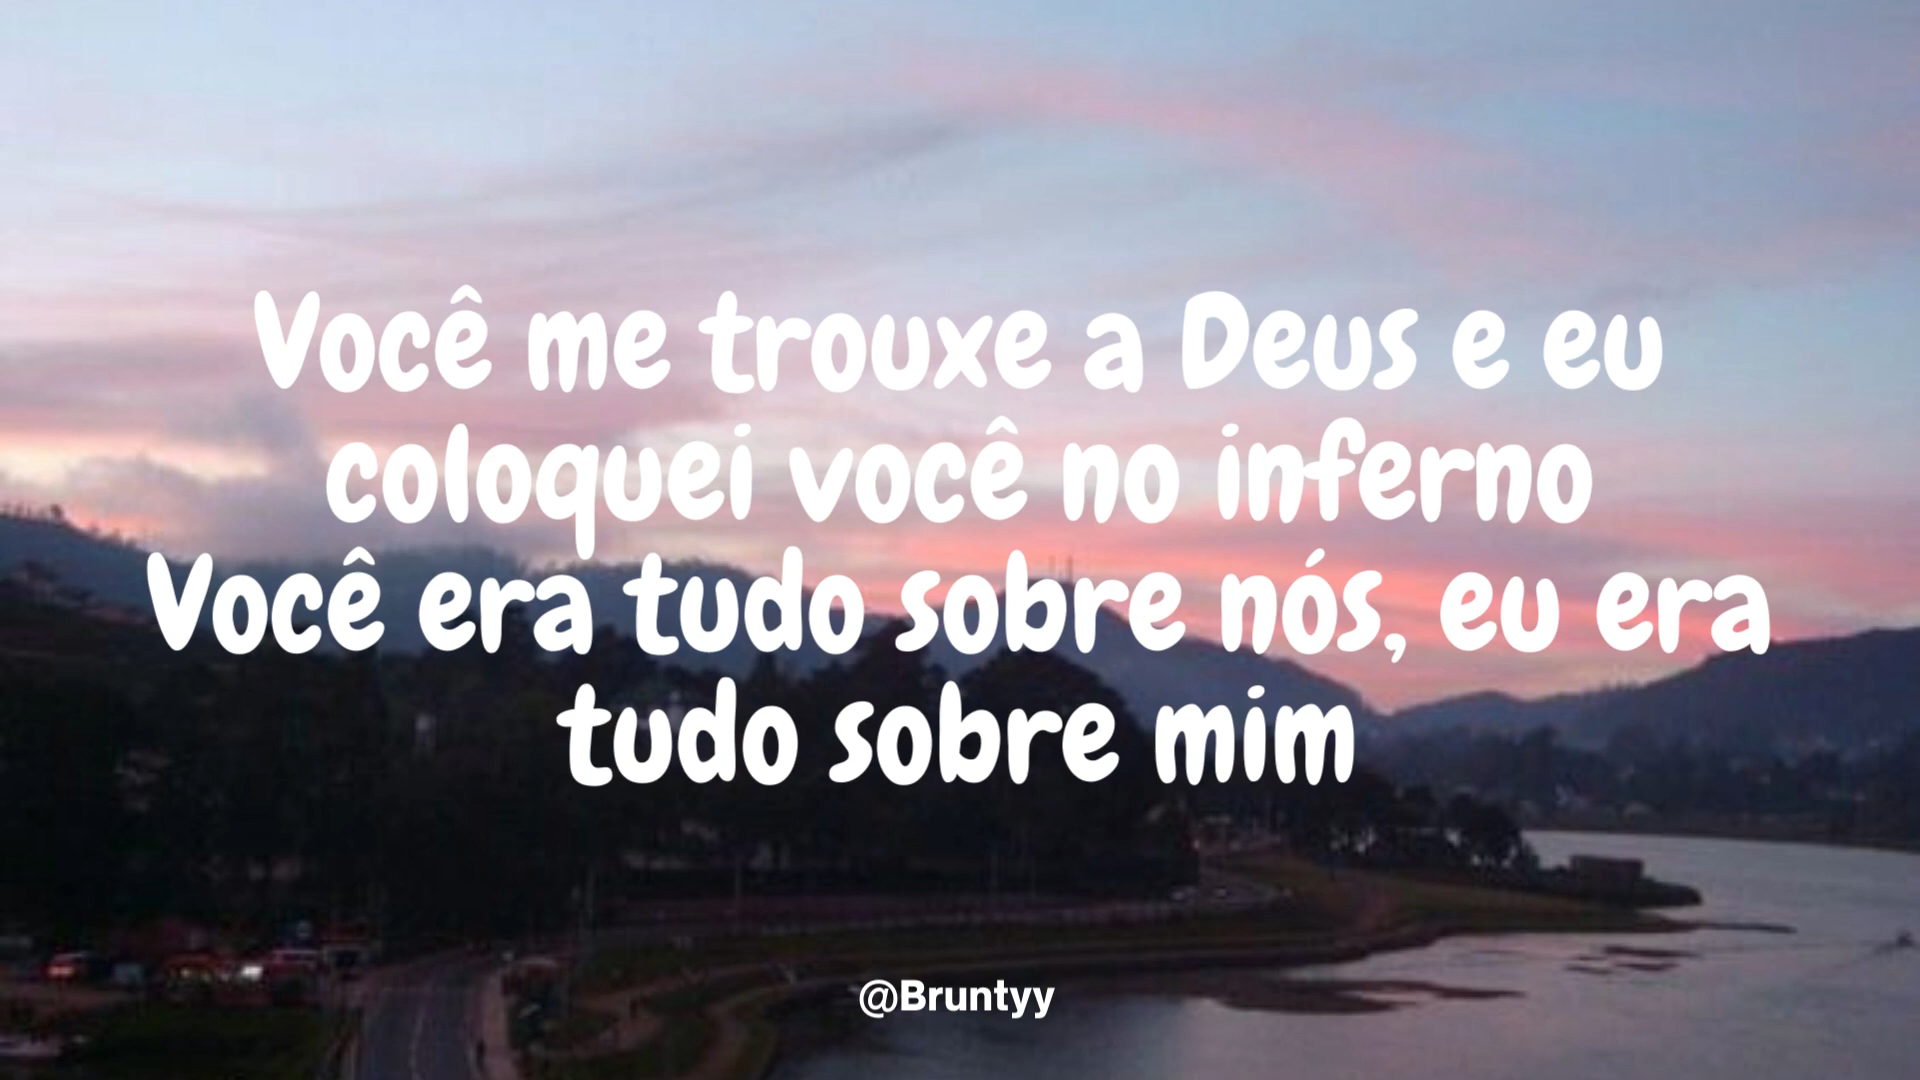 Você me trouxe a Deus e eu
coloquei você no inferno
Você era tudo sobre nós, eu era
tudo sobre mim
@Bruntyy